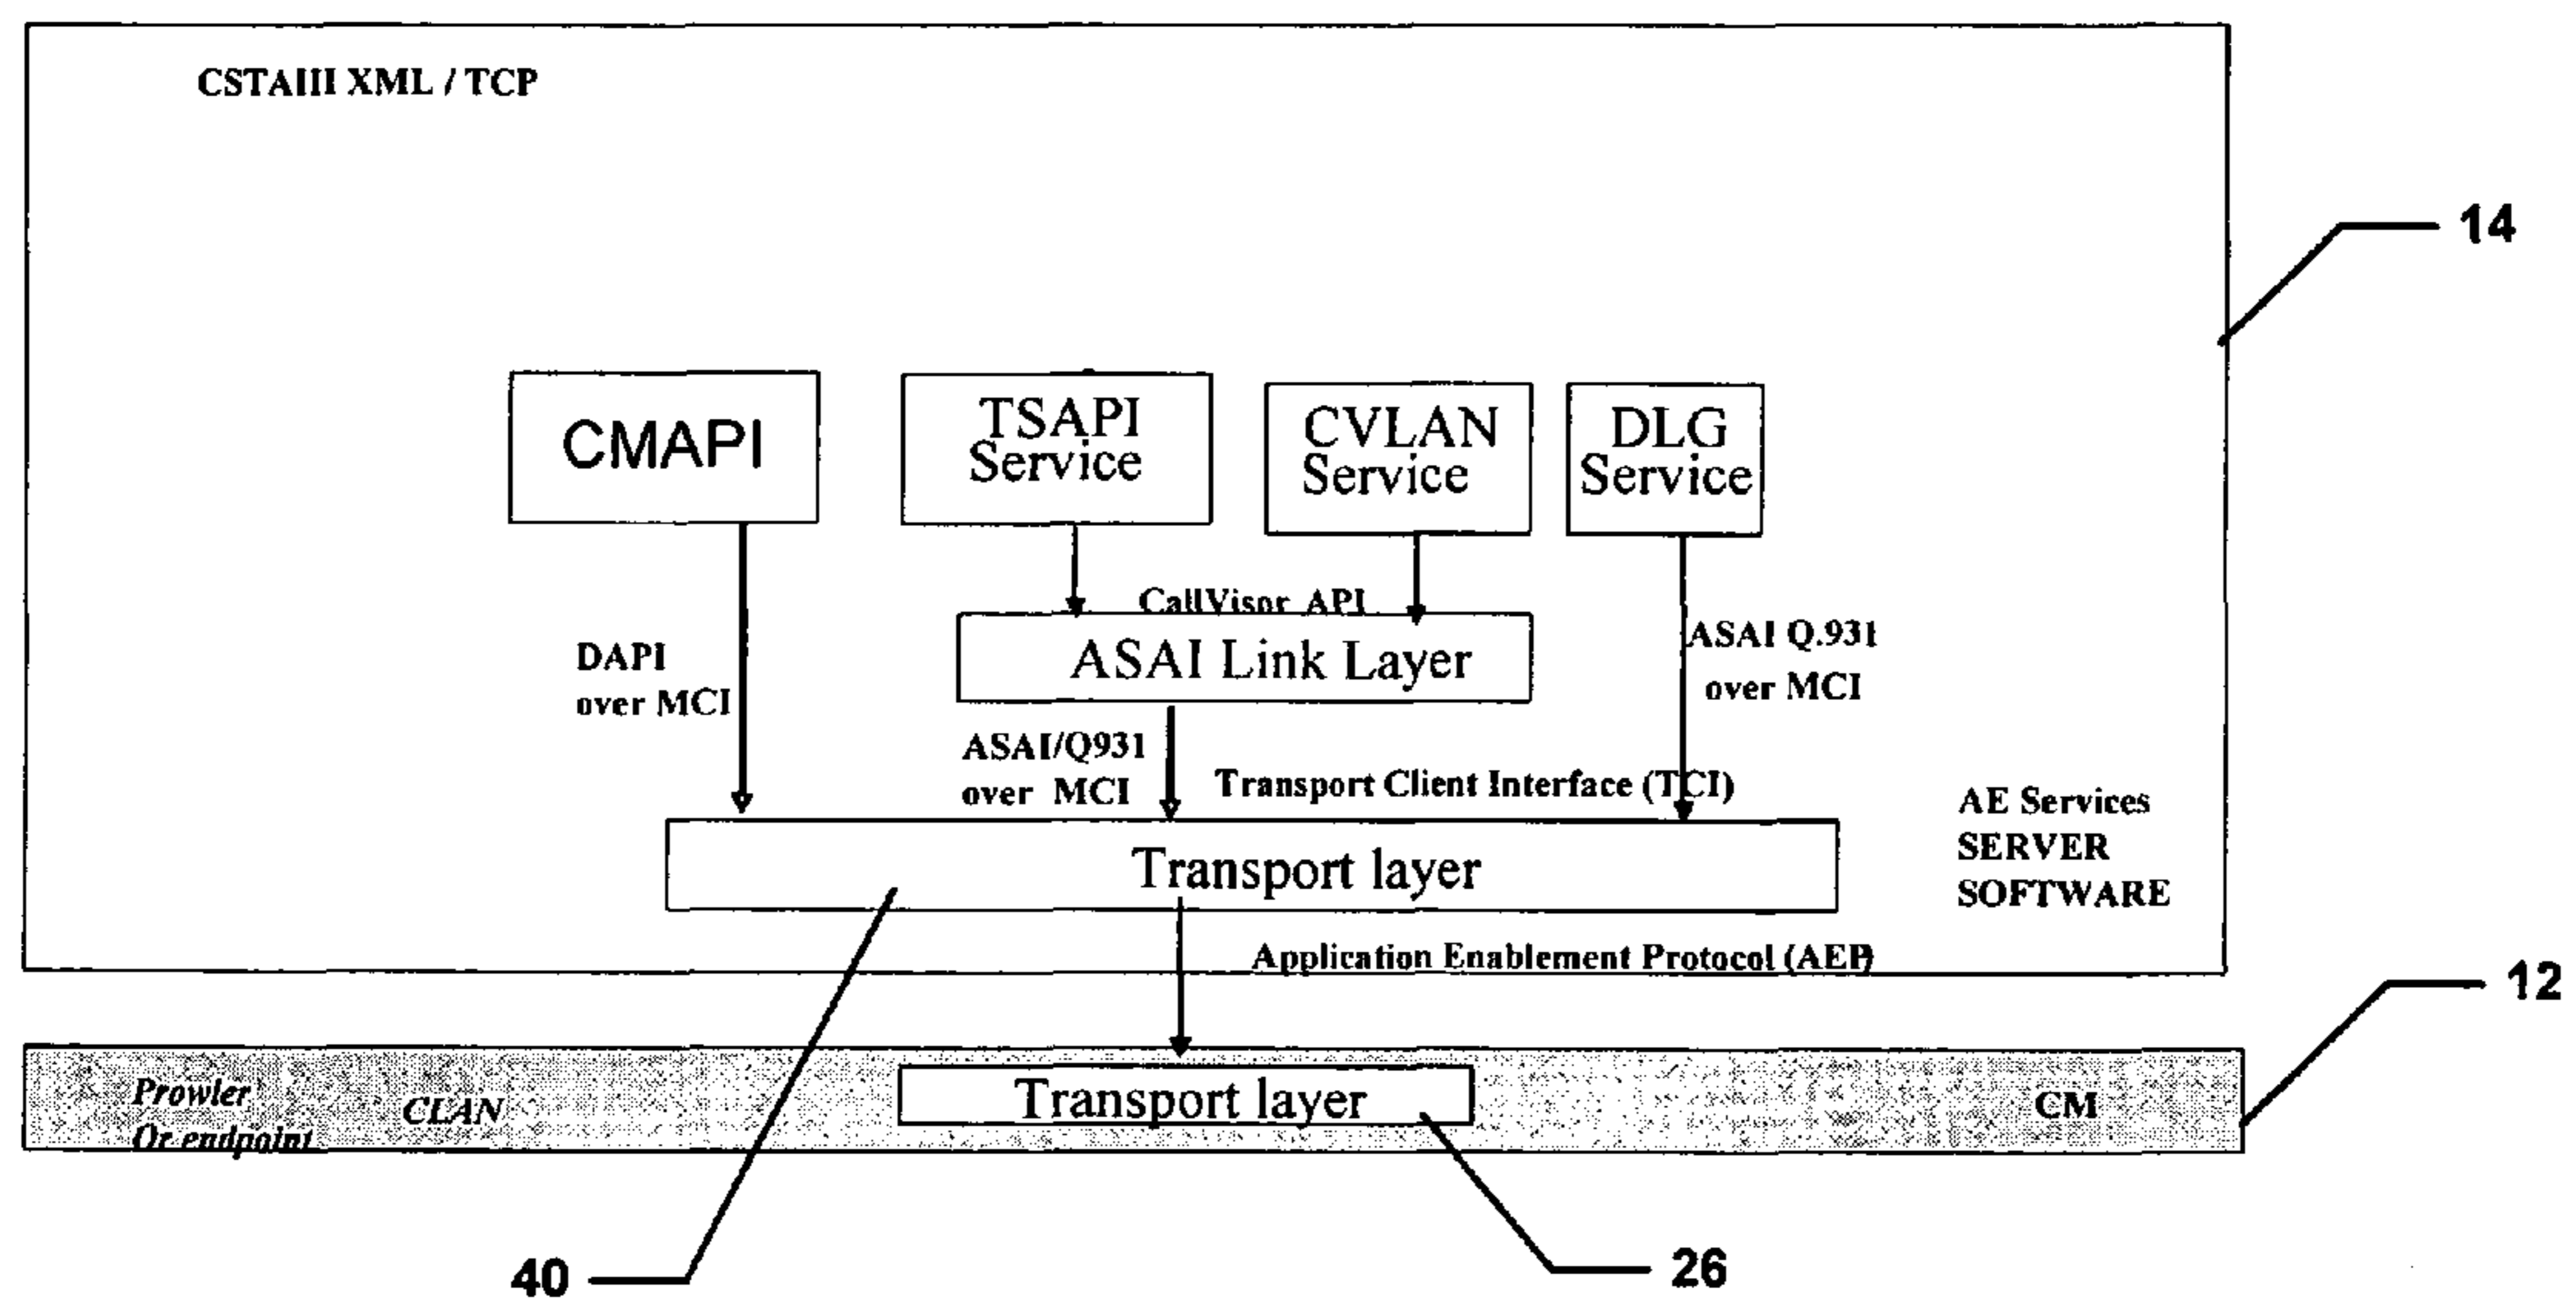 CSTAIII XML / TCP
14
CMAPI
TSAPI
Service
CVLAN
Service
DLG
Service
CallVisor API
ASAI Link Layer
DAPI
over MCI
ASAI Q.931
over MCI
ASAI/Q931
over MCI
Transport Client Interface (TCI)
AE Services
SERVER
SOFTWARE
Transport layer
Application Enablement Protocol (AEP)
12
Prowler
Or endpoint
CLAN
Transport layer
CM
40
26